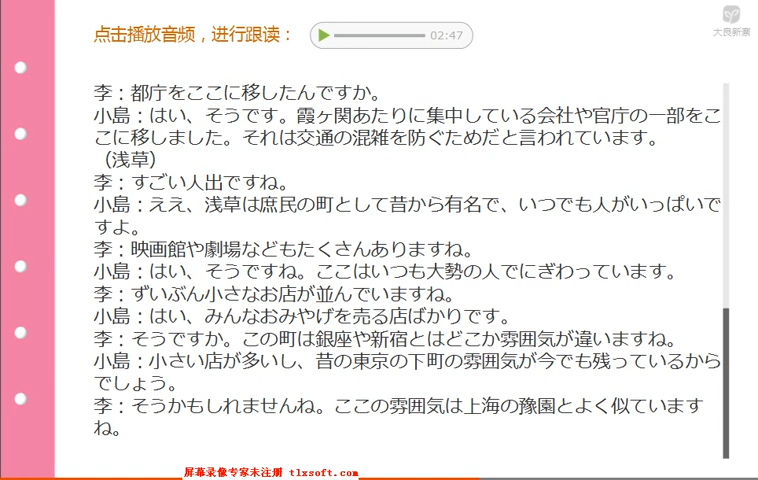 点击播放音频，进行跟读：
02:47
大良新裏
李：都庁をここに移したんですか。
小島：はい、そうです。霞ヶ関あたりに集中している会社や官庁の一部をこ
こに移しました。それは交通の混雑を防ぐためだと言われています。
（浅草）
李：すごい人出ですね。
小島：ええ、浅草は庶民の町として昔から有名で、いつでも人がいっぱいで
すよ。
李：映画館や劇場などもたくさんありますね。
小島：はい、そうですね。ここはいつも大勢の人でにぎわっています。
李：ずいぶん小さなお店が並んでいますね。
小島：はい、みんなおみやげを売る店ばかりです。
李：そうですか。この町は銀座や新宿とはどこか雰囲気が違いますね。
小島：小さい店が多いし、昔の東京の下町の雰囲気が今でも残っているから
でしょう。
李：そうかもしれませんね。ここの雰囲気は上海の豫園とよく似ています
ね。
屏幕录像专家未注册 tlxsoft.com